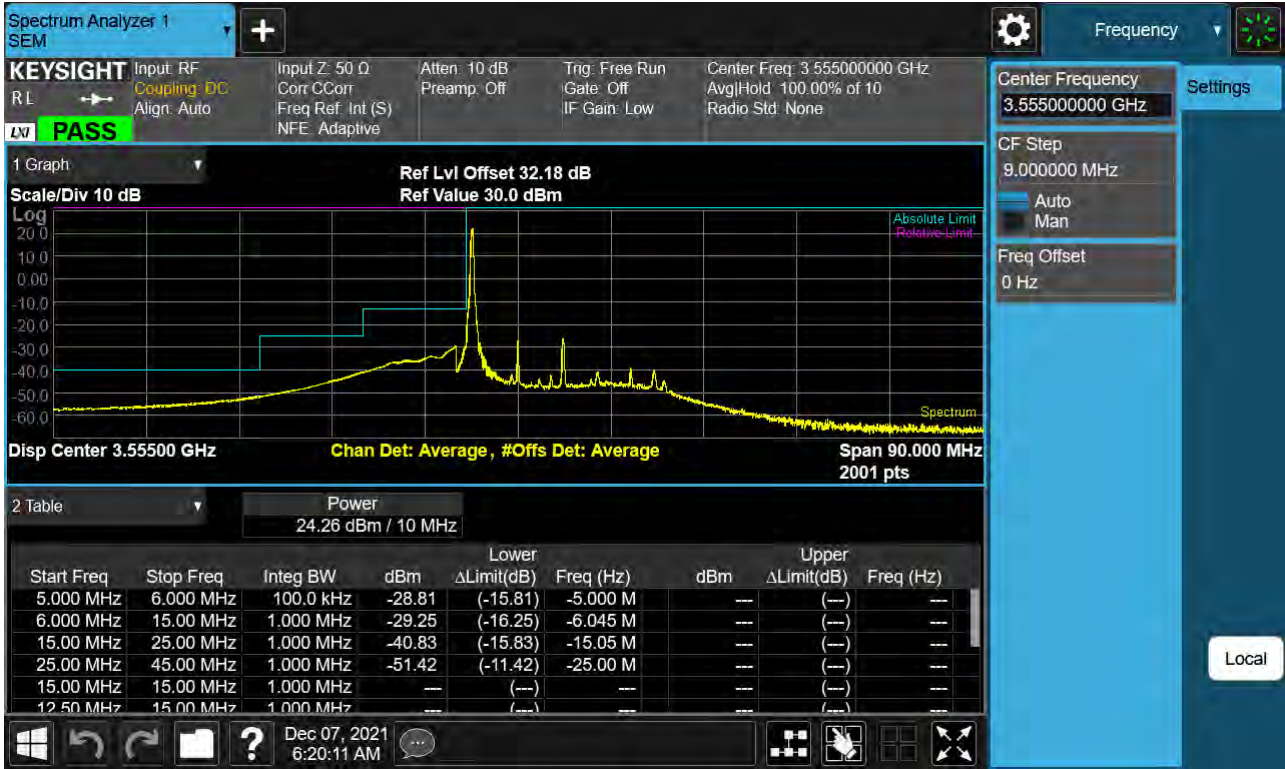 Spectrum Analyzer 1
SEM
Frequency
KEYSIGHT
RL
LXI
PASS
Input: RF
Coupling: DC
Align: Auto
Input Z: 50 Ω
Corr CCorr
Freq Ref: Int (S)
NFE: Adaptive
Atten: 10 dB
Preamp: Off
Trig: Free Run
Gate: Off
IF Gain: Low
Center Freq: 3.555000000 GHz
Avg|Hold: 100.00% of 10
Radio Std: None
Center Frequency
3.555000000 GHz
Settings
CF Step
9.000000 MHz
Auto
Man
Freq Offset
0 Hz
Local
1 Graph
Scale/Div 10 dB
Ref Lvl Offset 32.18 dB
Ref Value 30.0 dBm
Log
20.0
10.0
0.00
-10.0
-20.0
-30.0
-40.0
-50.0
-60.0
Absolute Limit
Relative Limit
Spectrum
Disp Center 3.55500 GHz
Chan Det: Average, #Offs Det: Average
Span 90.000 MHz
2001 pts
2 Table
Power
24.26 dBm / 10 MHz
Lower Upper
Start Freq Stop Freq Integ BW dBm ΔLimit(dB) Freq (Hz) dBm ΔLimit(dB) Freq (Hz)
5.000 MHz 6.000 MHz 100.0 kHz -28.81 (-15.81) -5.000 M --- (---) ---
6.000 MHz 15.00 MHz 1.000 MHz -29.25 (-16.25) -6.045 M --- (---) ---
15.00 MHz 25.00 MHz 1.000 MHz -40.83 (-15.83) -15.05 M --- (---) ---
25.00 MHz 45.00 MHz 1.000 MHz -51.42 (-11.42) -25.00 M --- (---) ---
15.00 MHz 15.00 MHz 1.000 MHz --- (---) --- --- (---) ---
12.50 MHz 15.00 MHz 1.000 MHz --- (---) --- --- (---) ---
?
Dec 07, 2021
6:20:11 AM